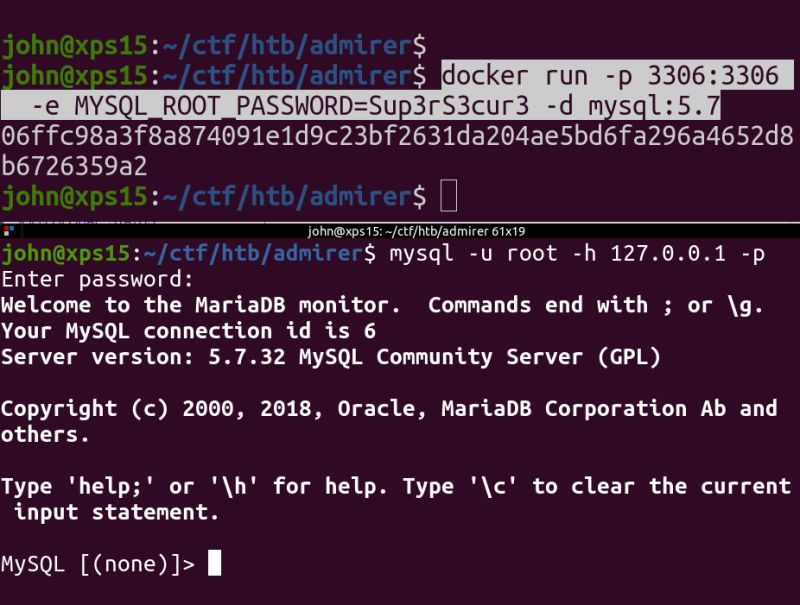 john@xps15:~/ctf/htb/admirer$
john@xps15:~/ctf/htb/admirer$ docker run -p 3306:3306
-e MYSQL_ROOT_PASSWORD=Sup3rS3cur3 -d mysql:5.7
06ffc98a3f8a874091e1d9c23bf2631da204ae5bd6fa296a4652d8
b6726359a2
john@xps15:~/ctf/htb/admirer$
john@xps15: ~/ctf/htb/admirer 61x19
john@xps15:~/ctf/htb/admirer$ mysql -u root -h 127.0.0.1 -p
Enter password:
Welcome to the MariaDB monitor.  Commands end with ; or \g.
Your MySQL connection id is 6
Server version: 5.7.32 MySQL Community Server (GPL)
Copyright (c) 2000, 2018, Oracle, MariaDB Corporation Ab and
others.
Type 'help;' or '\h' for help. Type '\c' to clear the current
input statement.
MySQL [(none)]>